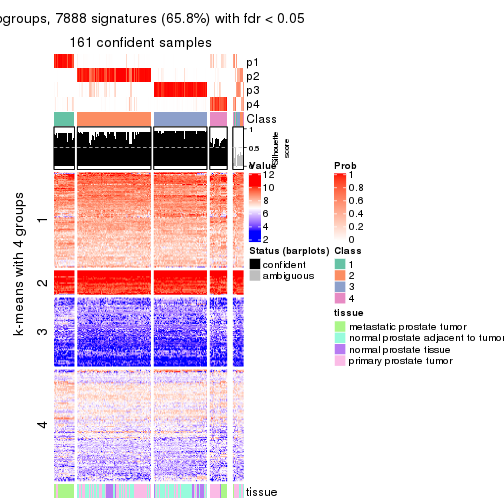 ogroups, 7888 signatures (65.8%) with fdr < 0.05
161 confident samples
p1
p2
p3
p4
Class
1
0.5
0
Silhouette
score
k-means with 4 groups
1
2
3
4
tissue
Value
12
10
8
6
4
2
Prob
1
0.8
0.6
0.4
0.2
0
Status (barplots)
confident
ambiguous
Class
1
2
3
4
tissue
metastatic prostate tumor
normal prostate adjacent to tumor
normal prostate tissue
primary prostate tumor